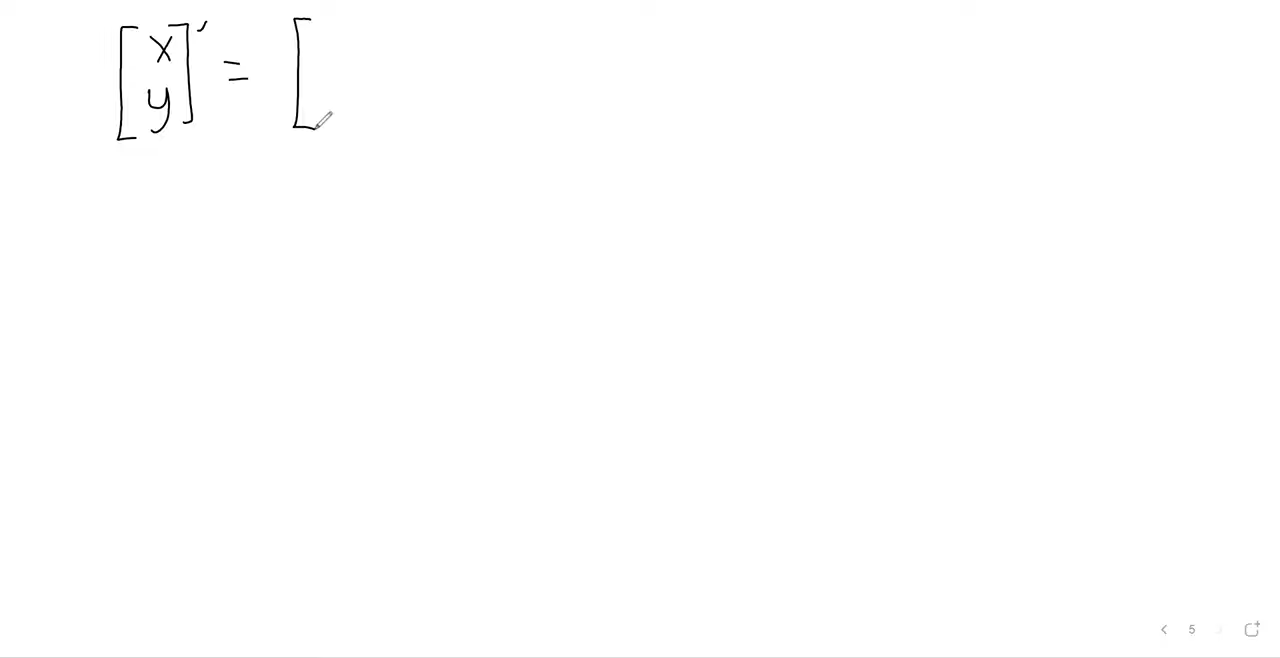 [x y]' = [
< 5